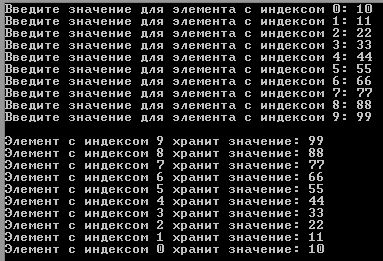 Введите значение для элемента с индексом 0: 10
Введите значение для элемента с индексом 1: 11
Введите значение для элемента с индексом 2: 22
Введите значение для элемента с индексом 3: 33
Введите значение для элемента с индексом 4: 44
Введите значение для элемента с индексом 5: 55
Введите значение для элемента с индексом 6: 66
Введите значение для элемента с индексом 7: 77
Введите значение для элемента с индексом 8: 88
Введите значение для элемента с индексом 9: 99
Элемент с индексом 9 хранит значение: 99
Элемент с индексом 8 хранит значение: 88
Элемент с индексом 7 хранит значение: 77
Элемент с индексом 6 хранит значение: 66
Элемент с индексом 5 хранит значение: 55
Элемент с индексом 4 хранит значение: 44
Элемент с индексом 3 хранит значение: 33
Элемент с индексом 2 хранит значение: 22
Элемент с индексом 1 хранит значение: 11
Элемент с индексом 0 хранит значение: 10